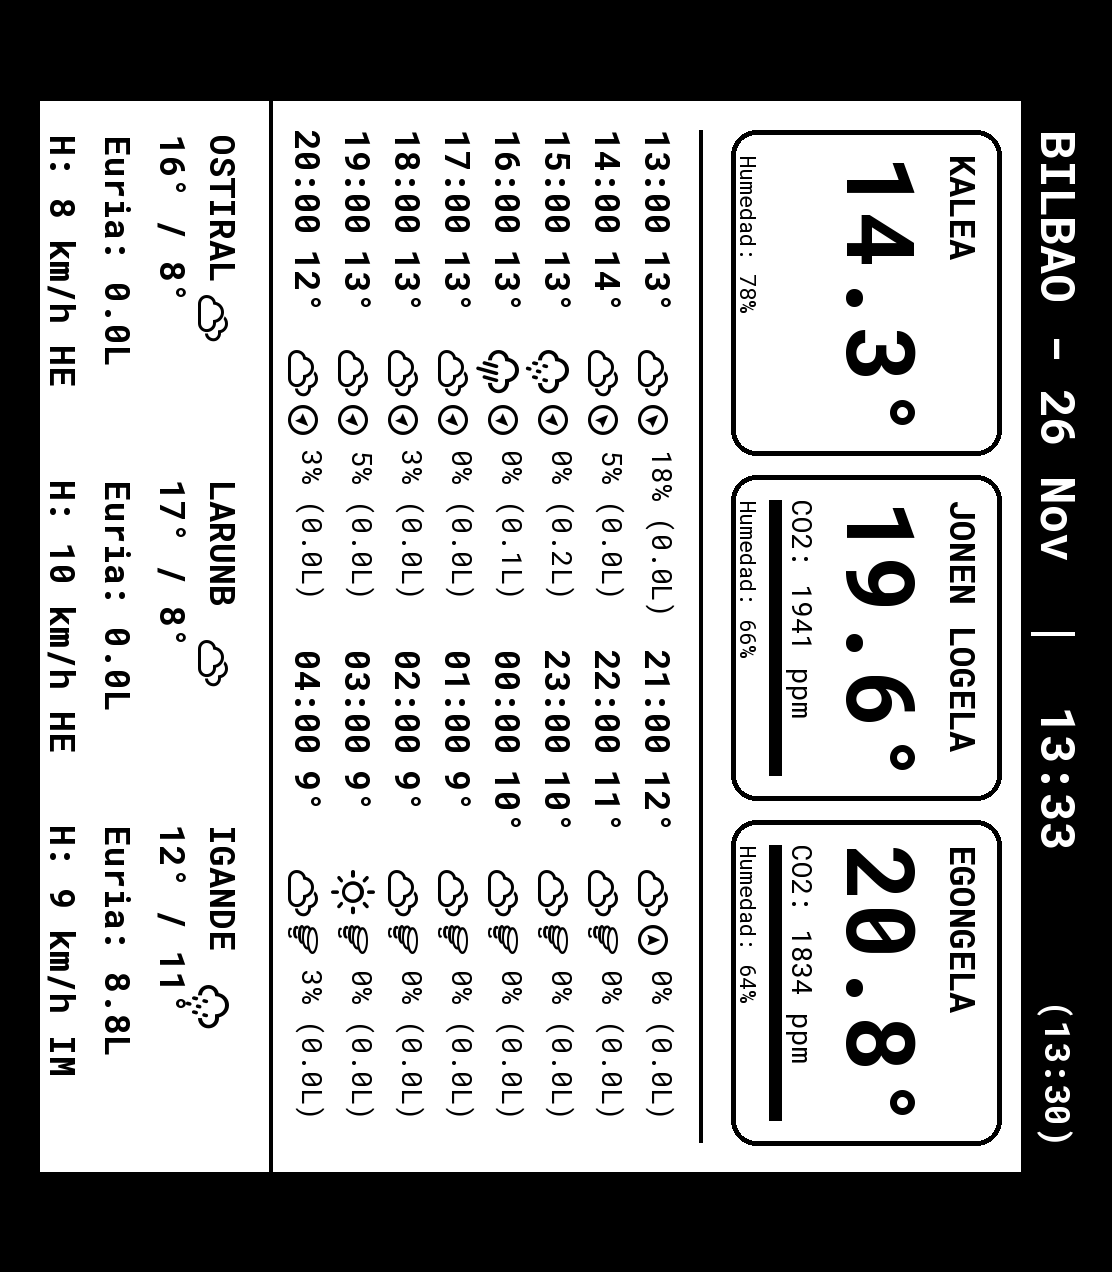 BILBAO - 26 Nov | 13:33 (13:30)
KALEA
14.3°
Humedad: 78%
JONEN LOGELA
19.6°
CO2: 1941 ppm
Humedad: 66%
EGONGELA
20.8°
CO2: 1834 ppm
Humedad: 64%
13:00 13° 18% (0.0L)
14:00 14° 5% (0.0L)
15:00 13° 0% (0.2L)
16:00 13° 0% (0.1L)
17:00 13° 0% (0.0L)
18:00 13° 3% (0.0L)
19:00 13° 5% (0.0L)
20:00 12° 3% (0.0L)
21:00 12° 0% (0.0L)
22:00 11° 0% (0.0L)
23:00 10° 0% (0.0L)
00:00 10° 0% (0.0L)
01:00 9° 0% (0.0L)
02:00 9° 0% (0.0L)
03:00 9° 0% (0.0L)
04:00 9° 3% (0.0L)
OSTIRAL
16° / 8°
Euria: 0.0L
H: 8 km/h HE
LARUNB
17° / 8°
Euria: 0.0L
H: 10 km/h HE
IGANDE
12° / 11°
Euria: 8.8L
H: 9 km/h IM